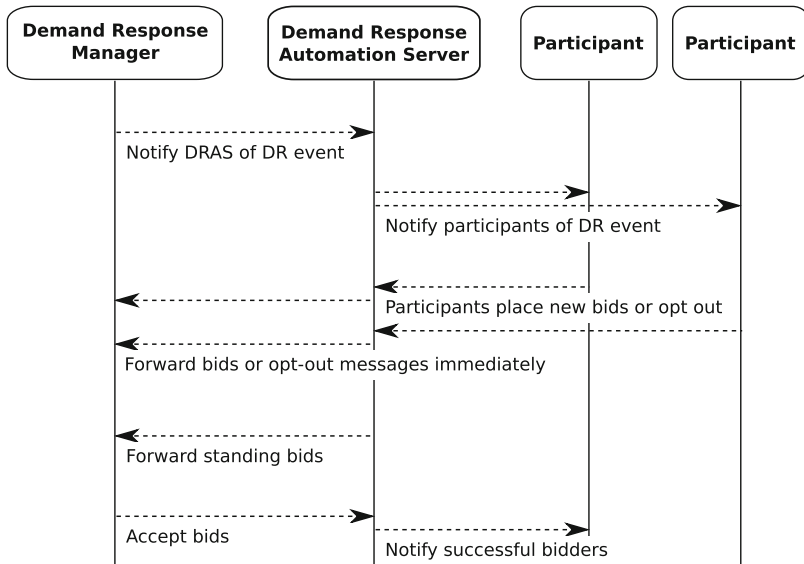 Demand Response
Manager
Demand Response
Automation Server
Participant
Participant
Notify DRAS of DR event
Notify participants of DR event
Participants place new bids or opt out
Forward bids or opt-out messages immediately
Forward standing bids
Accept bids
Notify successful bidders